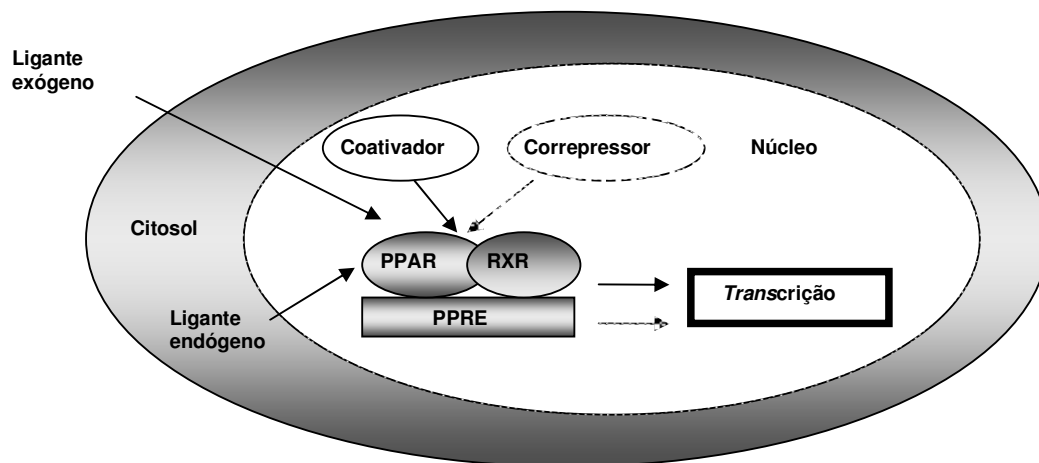 Ligante
exógeno
Coativador
Correpressor
Núcleo
Citosol
PPAR
RXR
Transcrição
PPRE
Ligante
endógeno